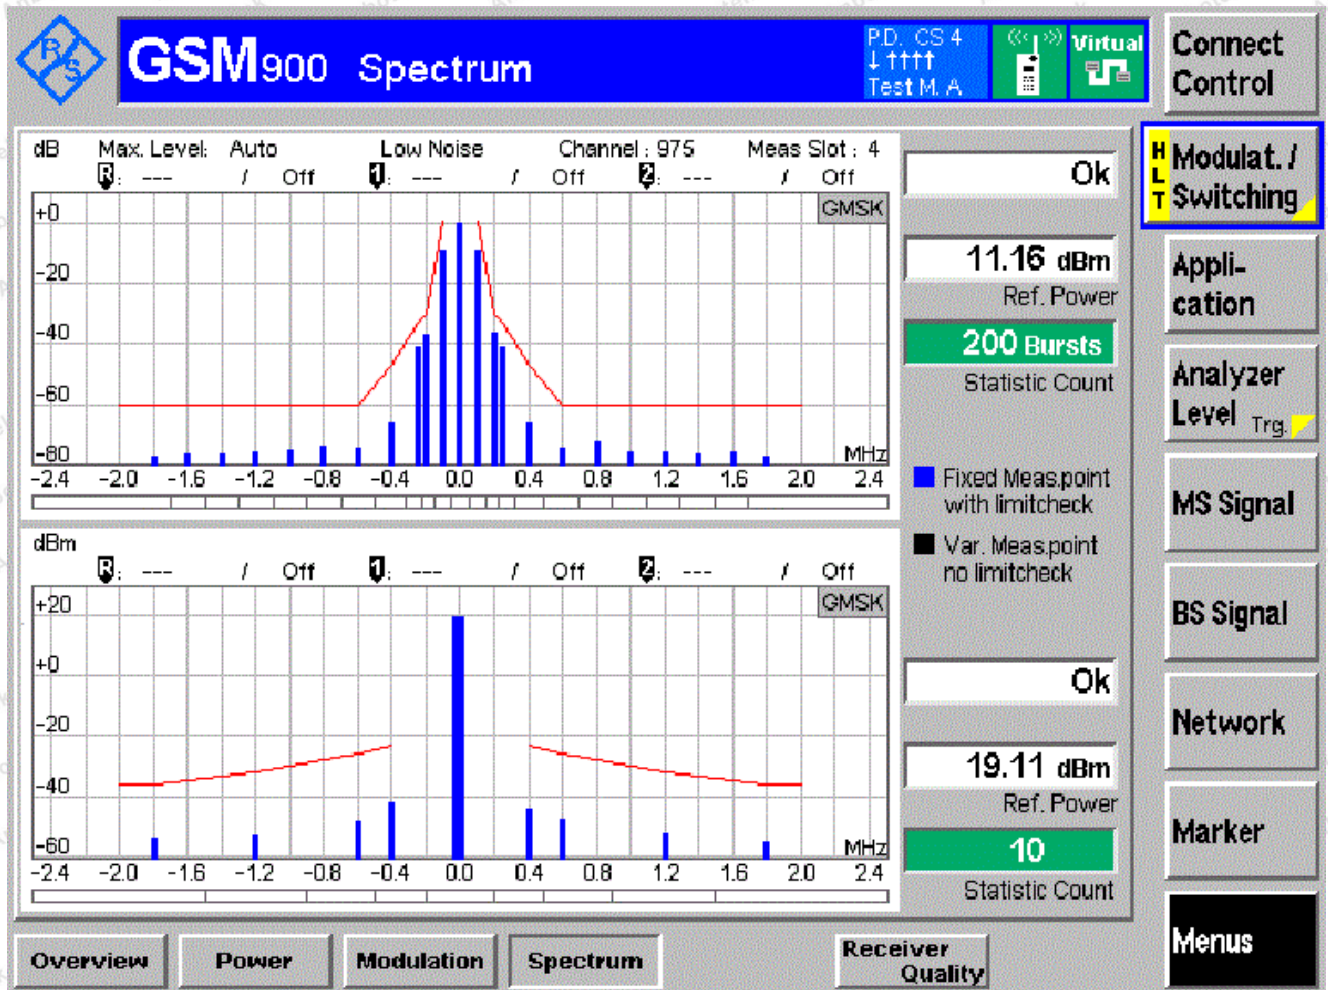 R S
GSM900 Spectrum
P.D. CS 4
↓ ↑↑↑↑
Test M. A
Virtual
Connect
Control
dB Max. Level: Auto Low Noise Channel : 975 Meas Slot : 4
R: --- / Off 1: --- / Off 2: --- / Off
GMSK
+0
-20
-40
-60
-80
MHz
-2.4 -2.0 -1.6 -1.2 -0.8 -0.4 0.0 0.4 0.8 1.2 1.6 2.0 2.4
Ok
11.16 dBm
Ref. Power
200 Bursts
Statistic Count
Fixed Meas.point
with limitcheck
Var. Meas.point
no limitcheck
dBm
R: --- / Off 1: --- / Off 2: --- / Off
GMSK
+20
+0
-20
-40
-60
MHz
-2.4 -2.0 -1.6 -1.2 -0.8 -0.4 0.0 0.4 0.8 1.2 1.6 2.0 2.4
Ok
19.11 dBm
Ref. Power
10
Statistic Count
HLT
Modulat. /
Switching
Appli-
cation
Analyzer
Level Trg.
MS Signal
BS Signal
Network
Marker
Menus
Overview Power Modulation Spectrum
Receiver
Quality